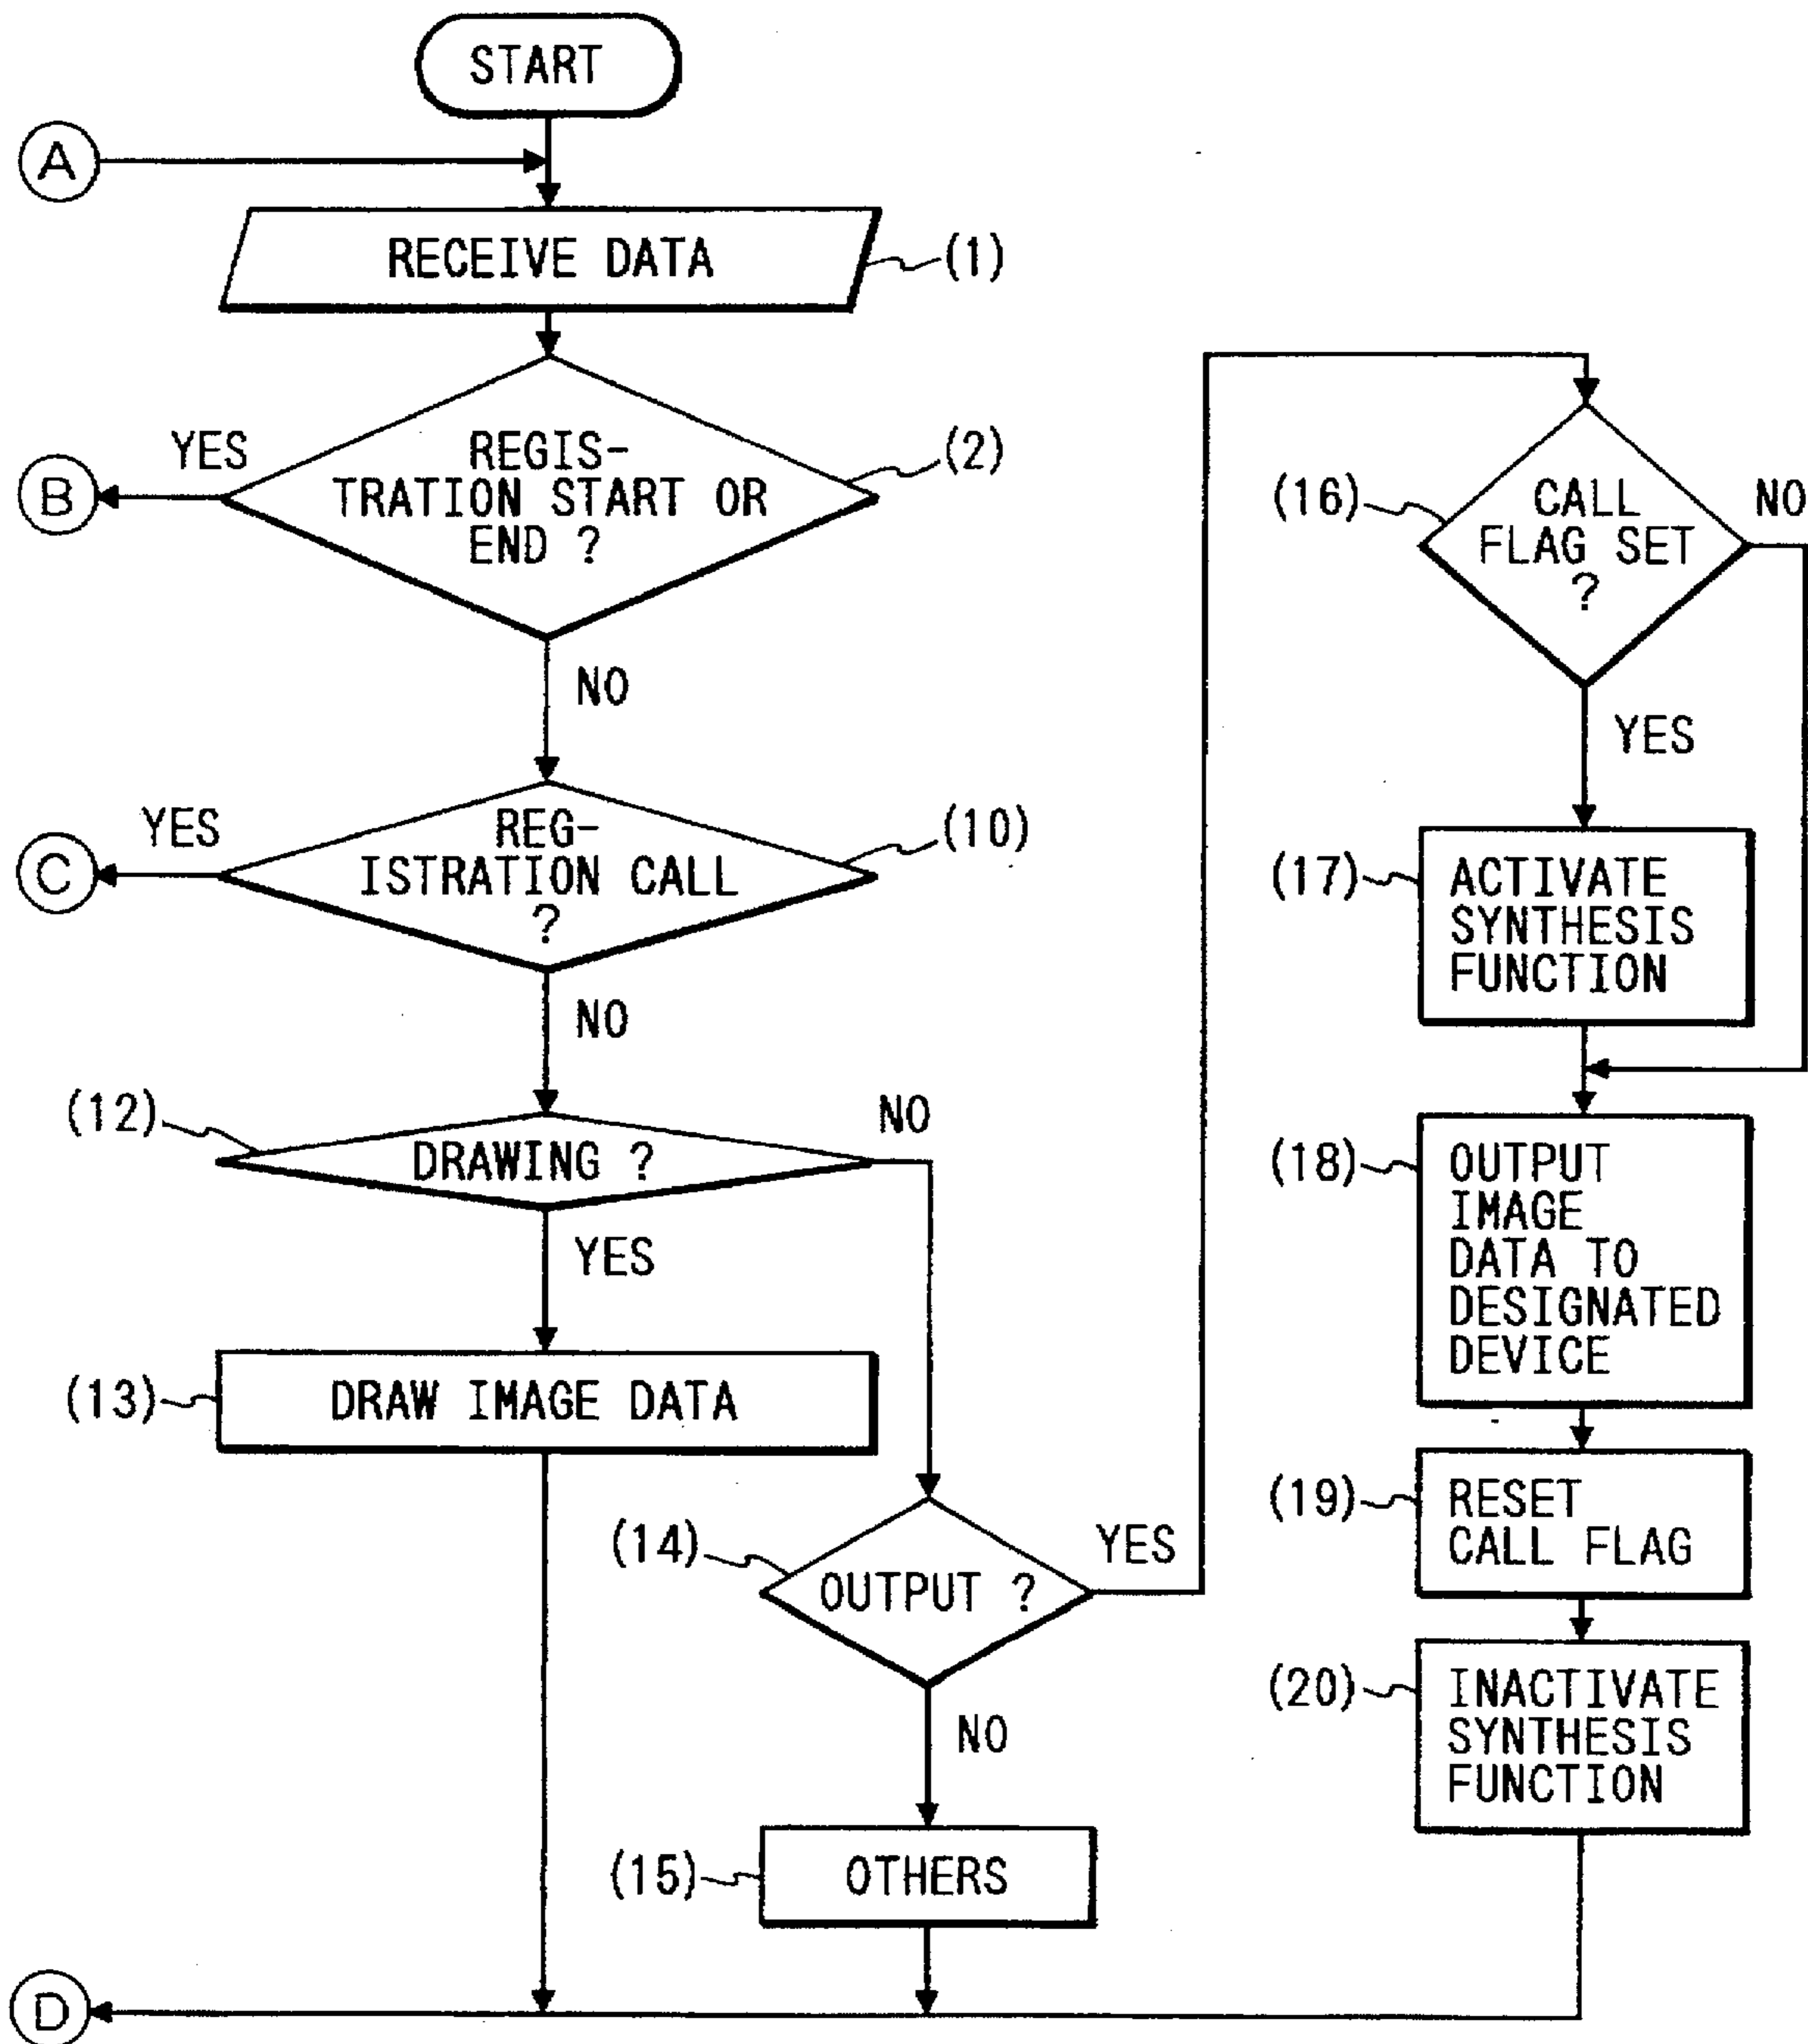 START
A
RECEIVE DATA
(1)
YES
REGIS-
TRATION START OR
END ?
(2)
B
NO
YES
REG-
ISTRATION CALL
?
(10)
C
NO
(12)
DRAWING ?
NO
YES
(13)
DRAW IMAGE DATA
(14)
OUTPUT ?
YES
NO
(15)
OTHERS
D
(16)
CALL
FLAG SET
?
NO
YES
(17)
ACTIVATE
SYNTHESIS
FUNCTION
(18)
OUTPUT
IMAGE
DATA TO
DESIGNATED
DEVICE
(19)
RESET
CALL FLAG
(20)
INACTIVATE
SYNTHESIS
FUNCTION